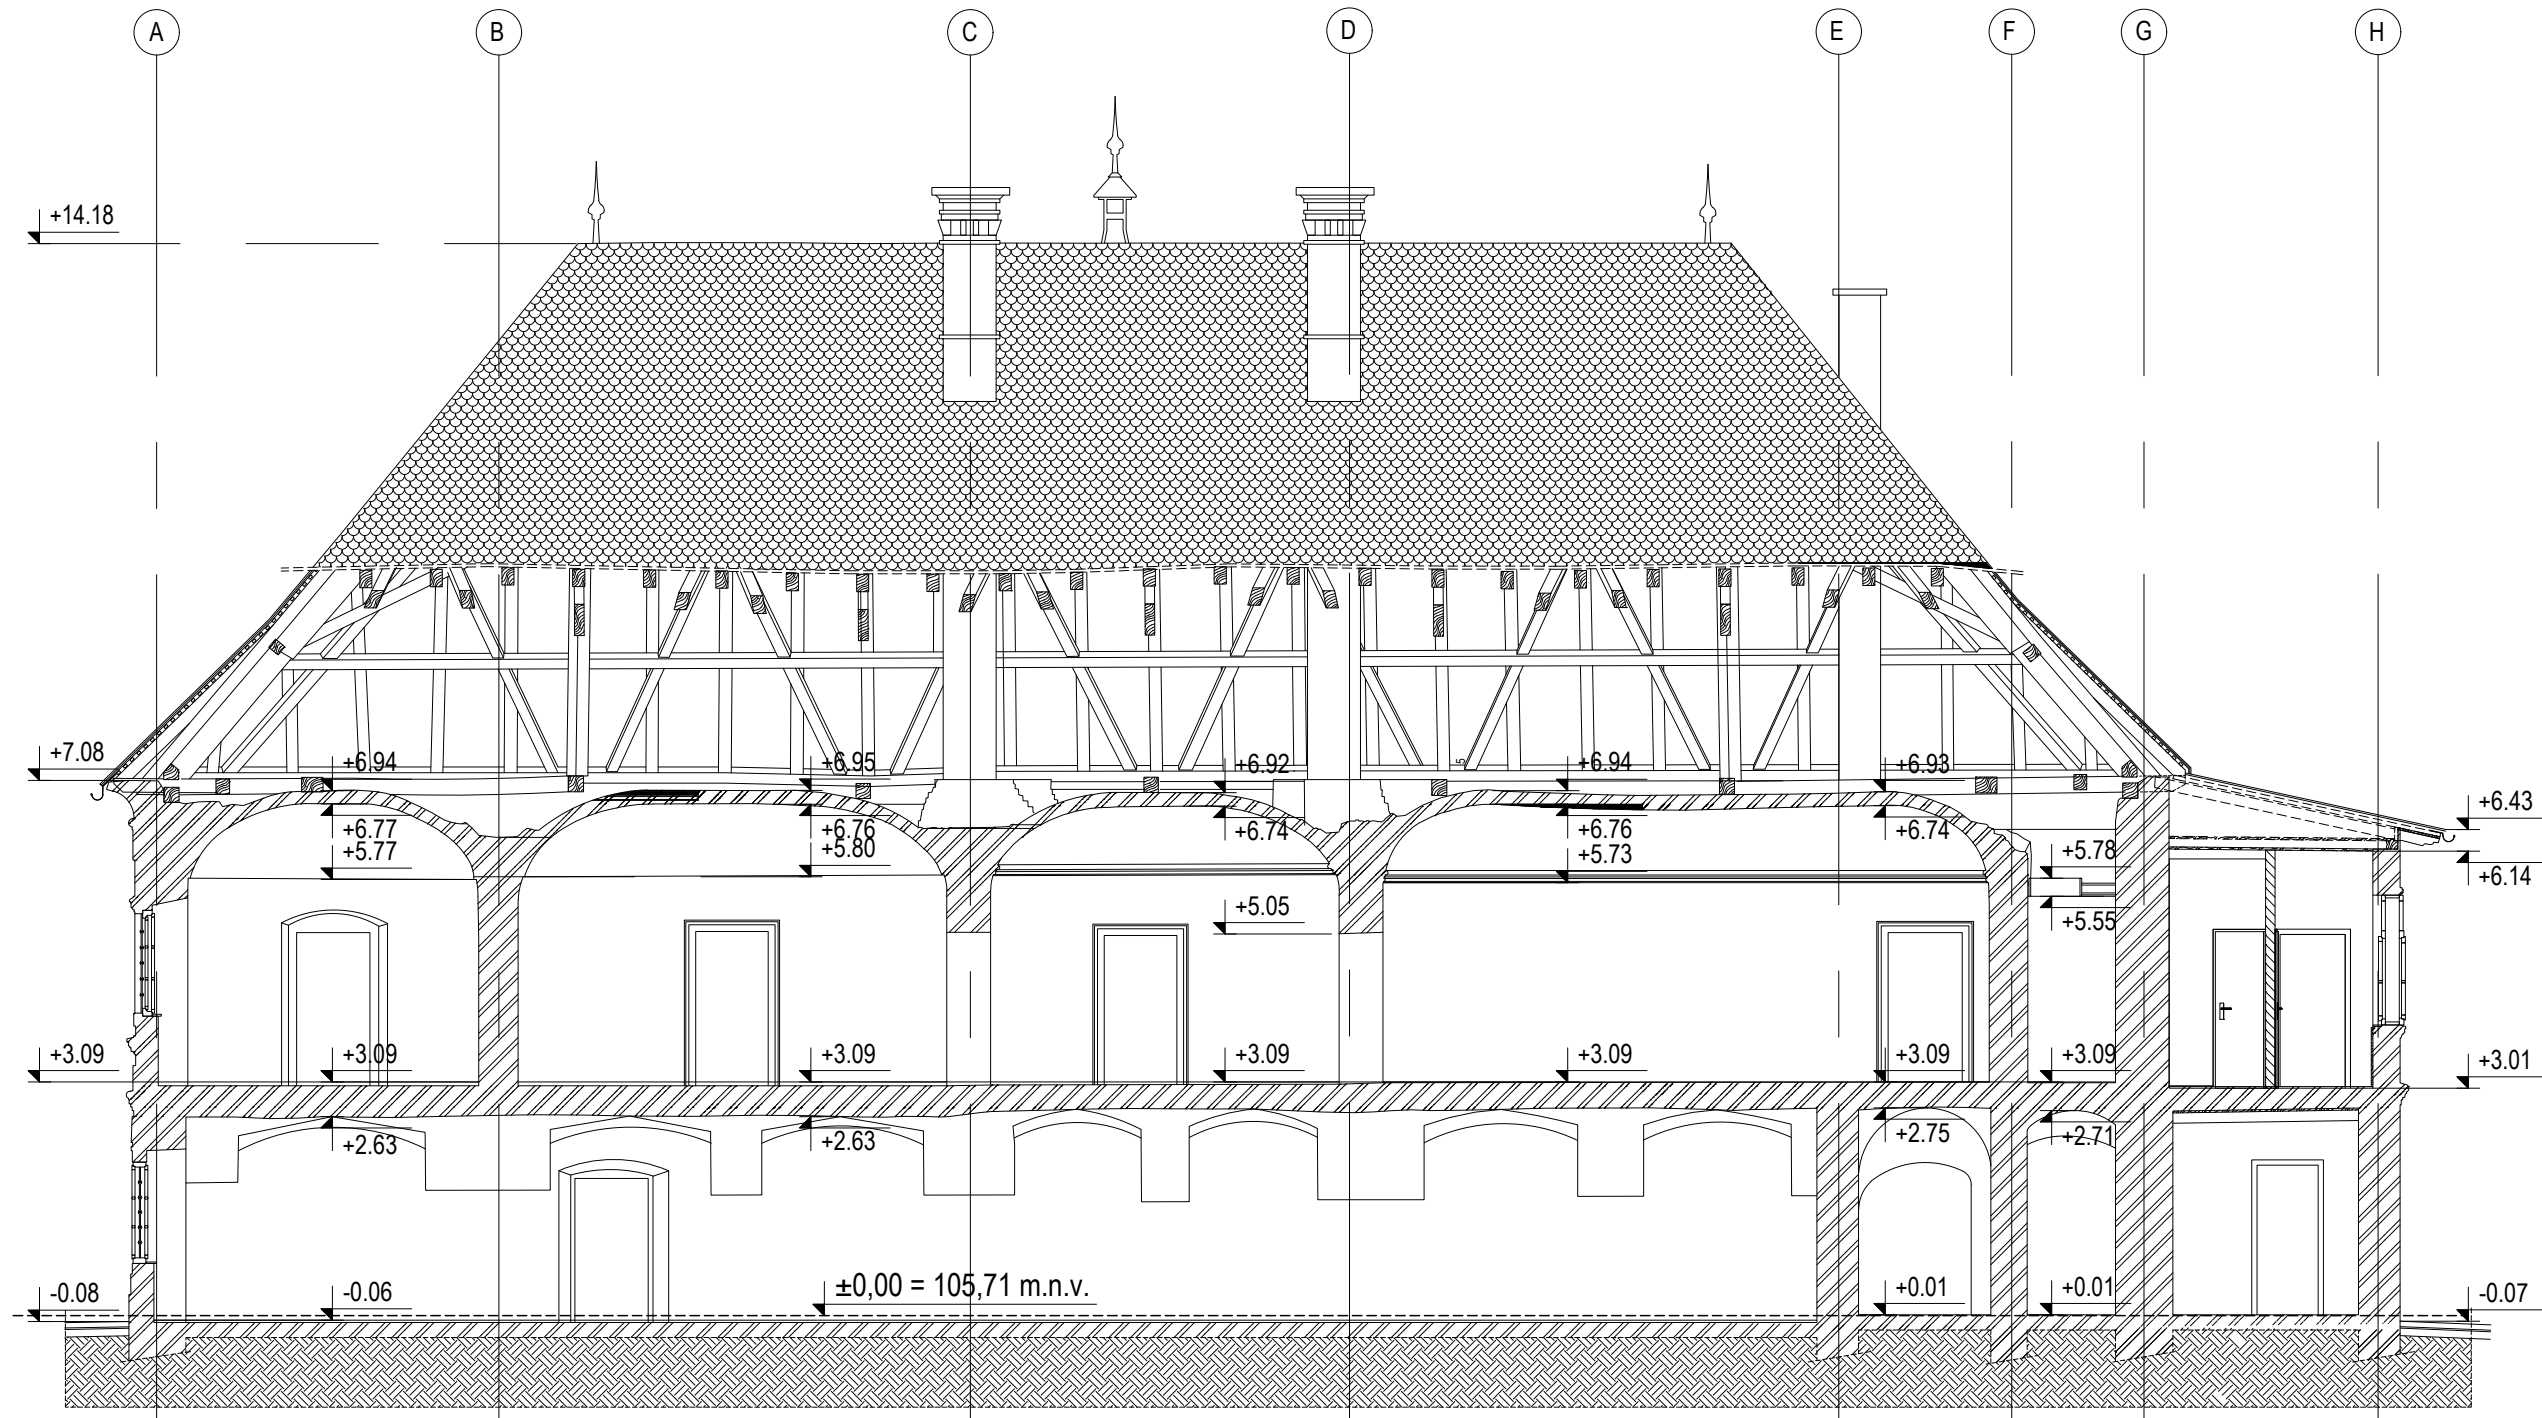 A B C D E F G H
+14.18
+7.08 +6.94 +6.95 +6.92 +6.94 +6.93
+6.43
+6.77 +6.76 +6.74 +6.76 +6.74
+5.77 +5.80 +5.73 +5.78
+6.14
+5.05 +5.55
+3.09 +3.09 +3.09 +3.09 +3.09 +3.09 +3.09 +3.01
+2.63 +2.63 +2.75 +2.71
-0.08 -0.06 ±0,00 = 105,71 m.n.v. +0.01 +0.01 -0.07